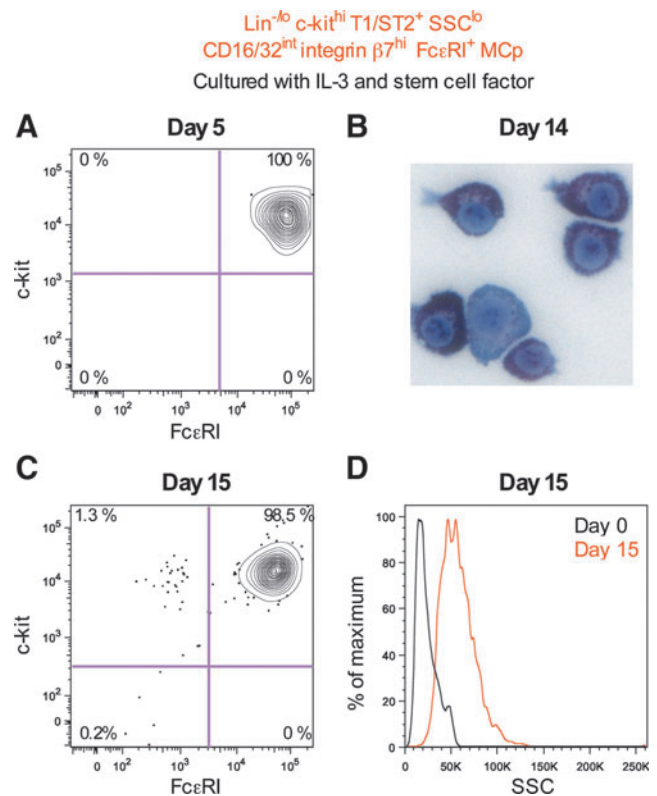 Lin⁻/ˡᵒ c-kitʰⁱ T1/ST2⁺ SSCˡᵒ
CD16/32ⁱⁿᵗ integrin β7ʰⁱ FcεRI⁺ MCp
Cultured with IL-3 and stem cell factor
A Day 5
0 % 100 %
10⁵
10⁴
10³
10²
0
c-kit
0 % 0 %
0 10² 10³ 10⁴ 10⁵
FcεRI
B Day 14
C Day 15
1.3 % 98,5 %
10⁵
10⁴
10³
10²
0
c-kit
0.2% 0 %
0 10² 10³ 10⁴ 10⁵
FcεRI
D Day 15
Day 0
Day 15
100
80
60
40
20
0
% of maximum
0 50K 100K 150K 200K 250K
SSC